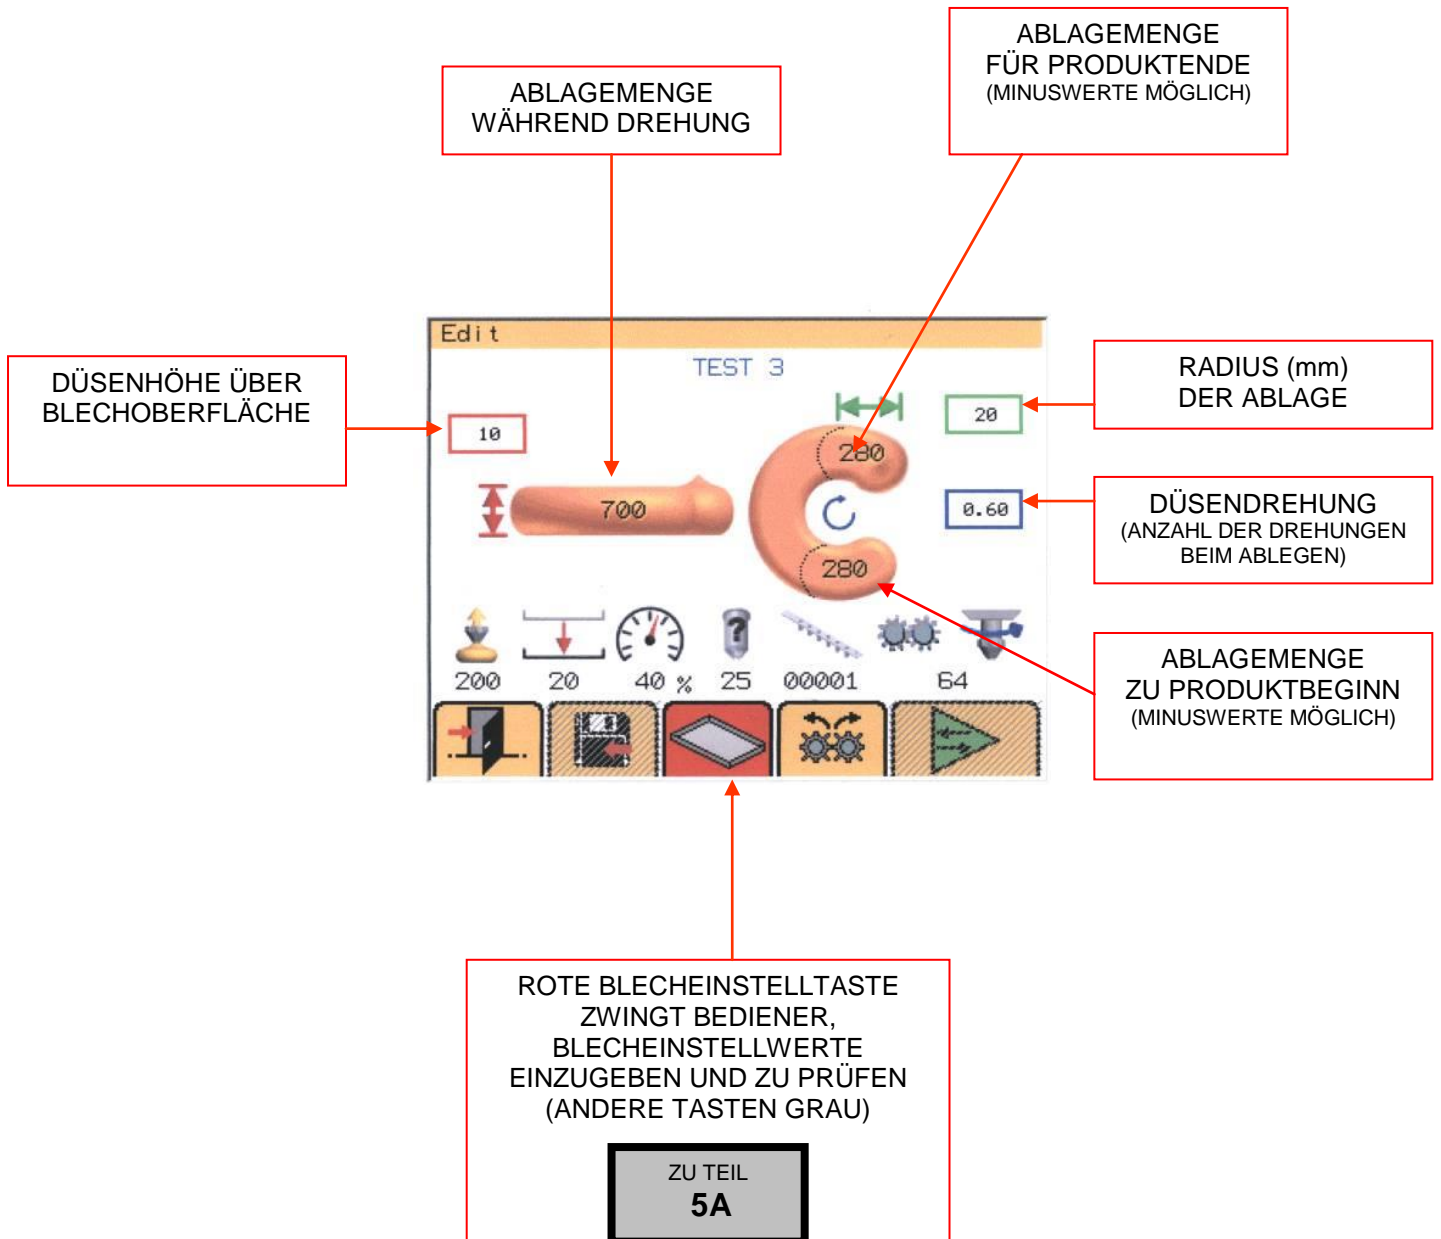 ABLAGEMENGE
FÜR PRODUKTENDE
(MINUSWERTE MÖGLICH)
ABLAGEMENGE
WÄHREND DREHUNG
DÜSENHÖHE ÜBER
BLECHOBERFLÄCHE
Edit
TEST 3
10
20
280
700
0.60
280
?
200 20 40 % 25 00001 64
RADIUS (mm)
DER ABLAGE
DÜSENDREHUNG
(ANZAHL DER DREHUNGEN
BEIM ABLEGEN)
ABLAGEMENGE
ZU PRODUKTBEGINN
(MINUSWERTE MÖGLICH)
ROTE BLECHEINSTELLTASTE
ZWINGT BEDIENER,
BLECHEINSTELLWERTE
EINZUGEBEN UND ZU PRÜFEN
(ANDERE TASTEN GRAU)
ZU TEIL
5A